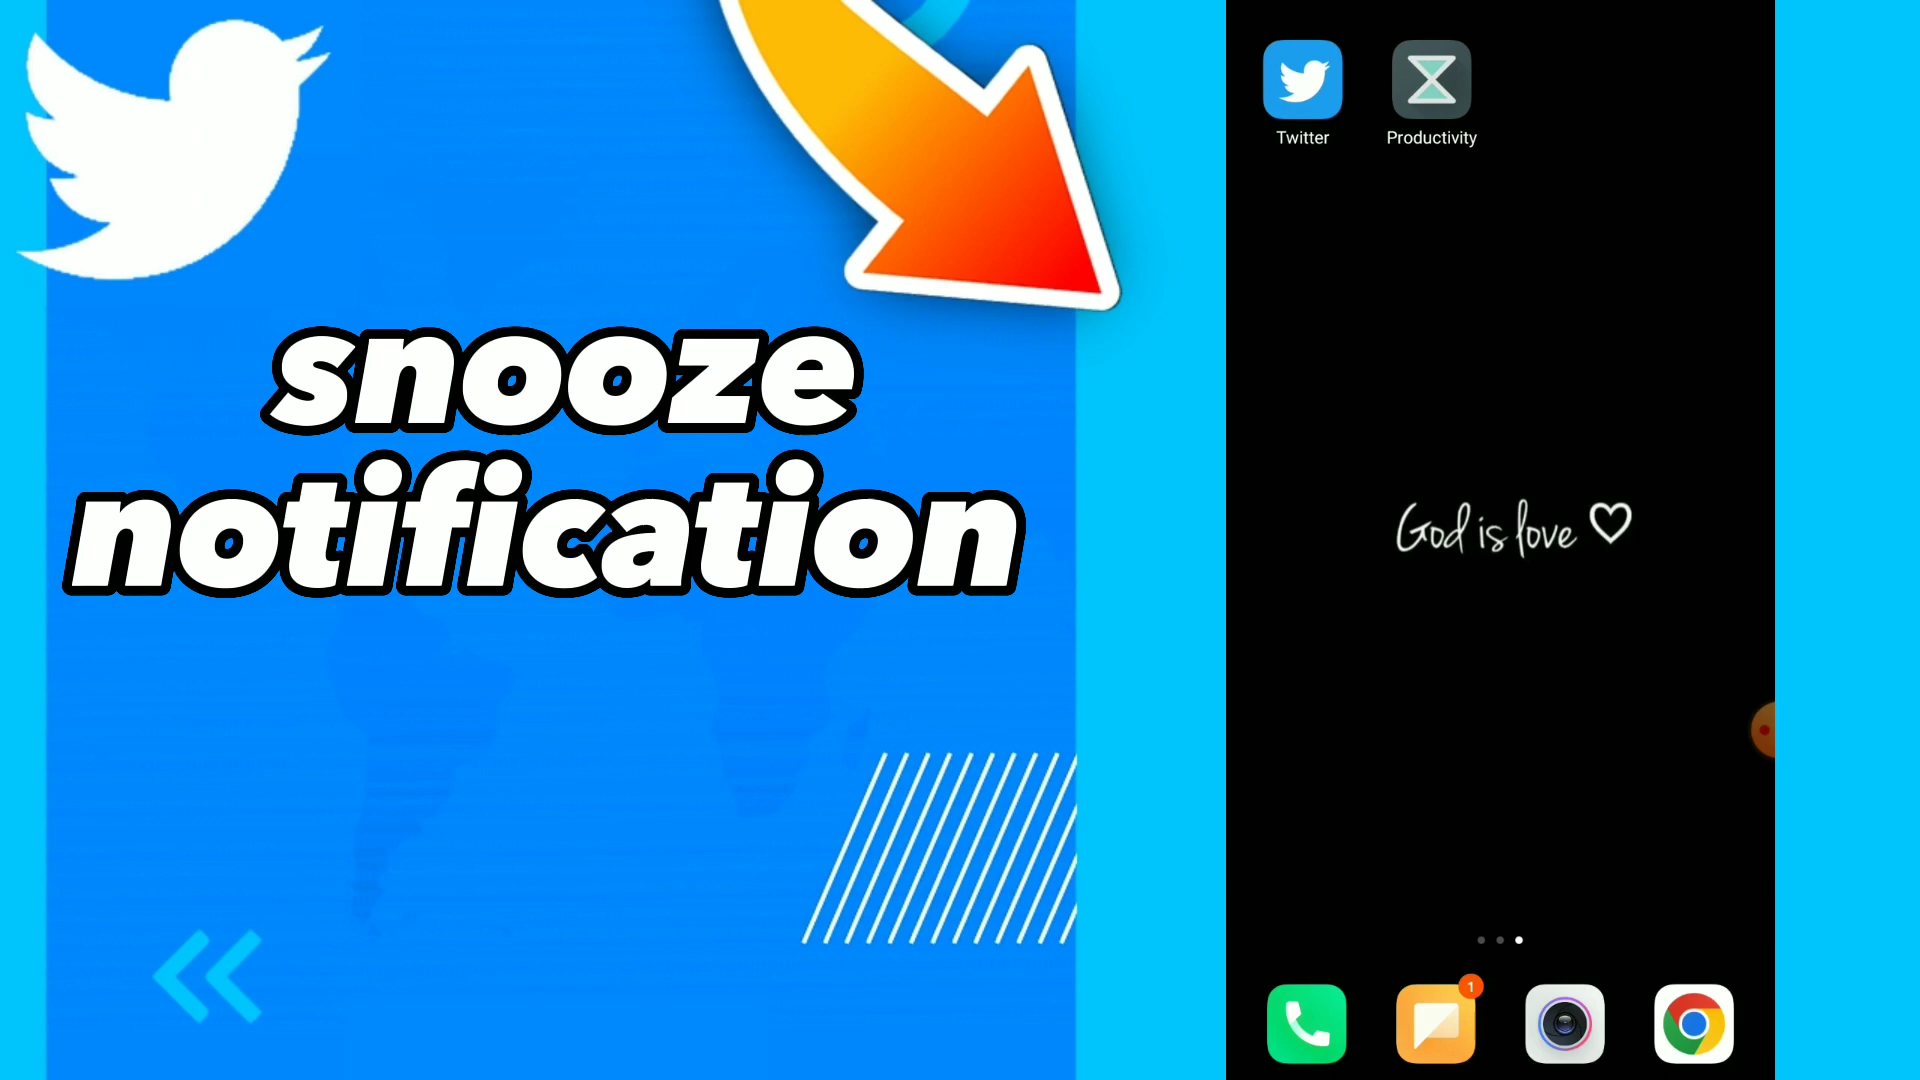 snooze
notification
Twitter
Productivity
God is love
1